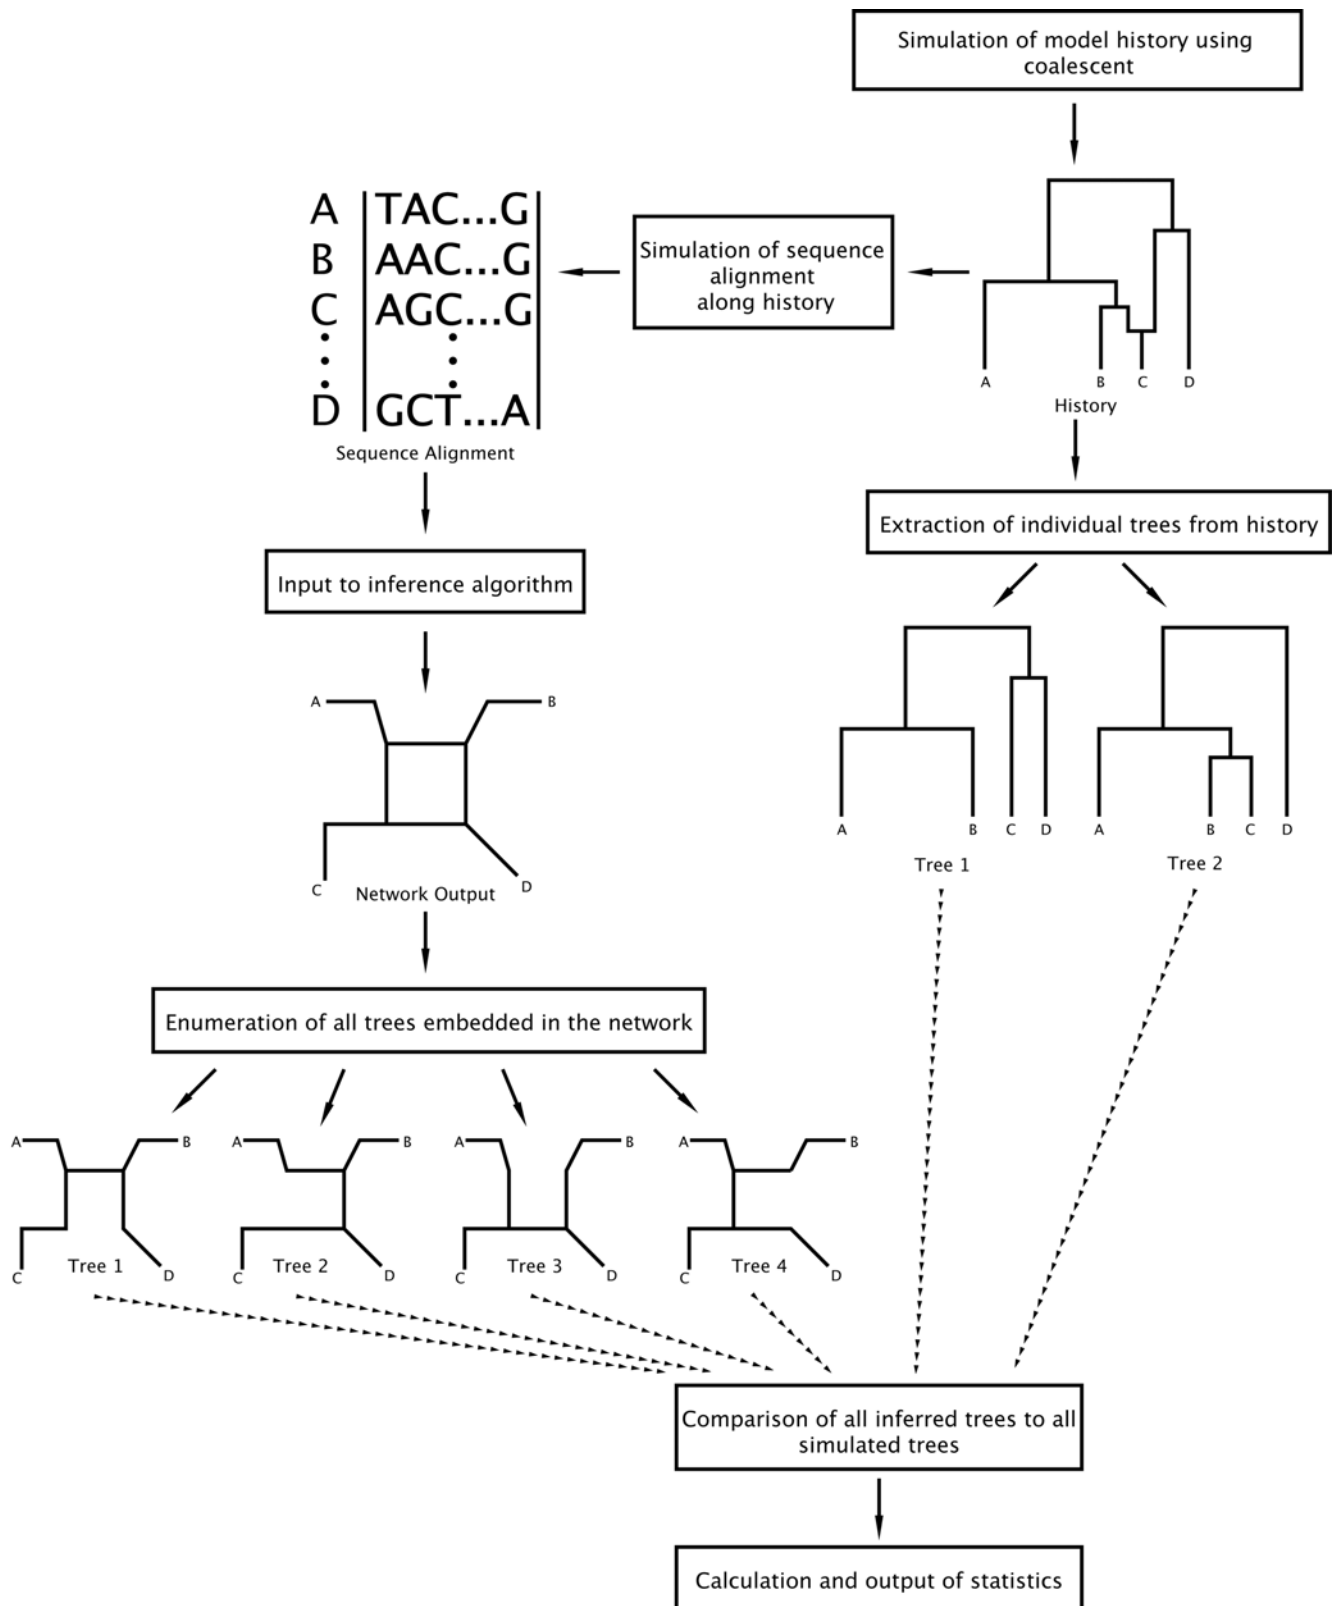 Simulation of model history using
coalescent
A TAC...G
B AAC...G
C AGC...G
D GCT...A
Sequence Alignment
Simulation of sequence
alignment
along history
A B C D
History
Extraction of individual trees from history
Input to inference algorithm
A B
C D
Network Output
A B C D
Tree 1
A B C D
Tree 2
Enumeration of all trees embedded in the network
A B
C D
Tree 1
A B
C D
Tree 2
A B
C D
Tree 3
A B
C D
Tree 4
Comparison of all inferred trees to all
simulated trees
Calculation and output of statistics